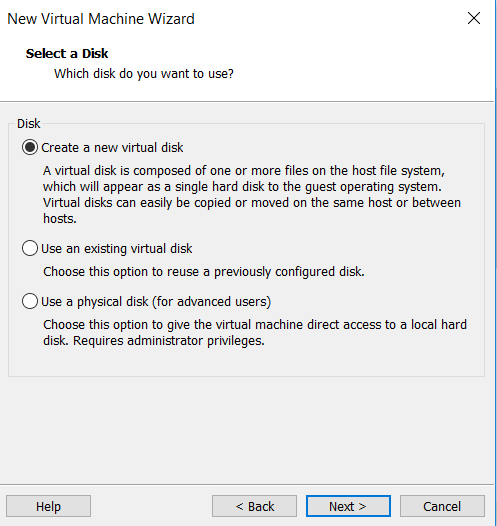 New Virtual Machine Wizard
Select a Disk
Which disk do you want to use?
Disk
Create a new virtual disk
A virtual disk is composed of one or more files on the host file system,
which will appear as a single hard disk to the guest operating system.
Virtual disks can easily be copied or moved on the same host or between
hosts.
Use an existing virtual disk
Choose this option to reuse a previously configured disk.
Use a physical disk (for advanced users)
Choose this option to give the virtual machine direct access to a local hard
disk. Requires administrator privileges.
Help
< Back
Next >
Cancel